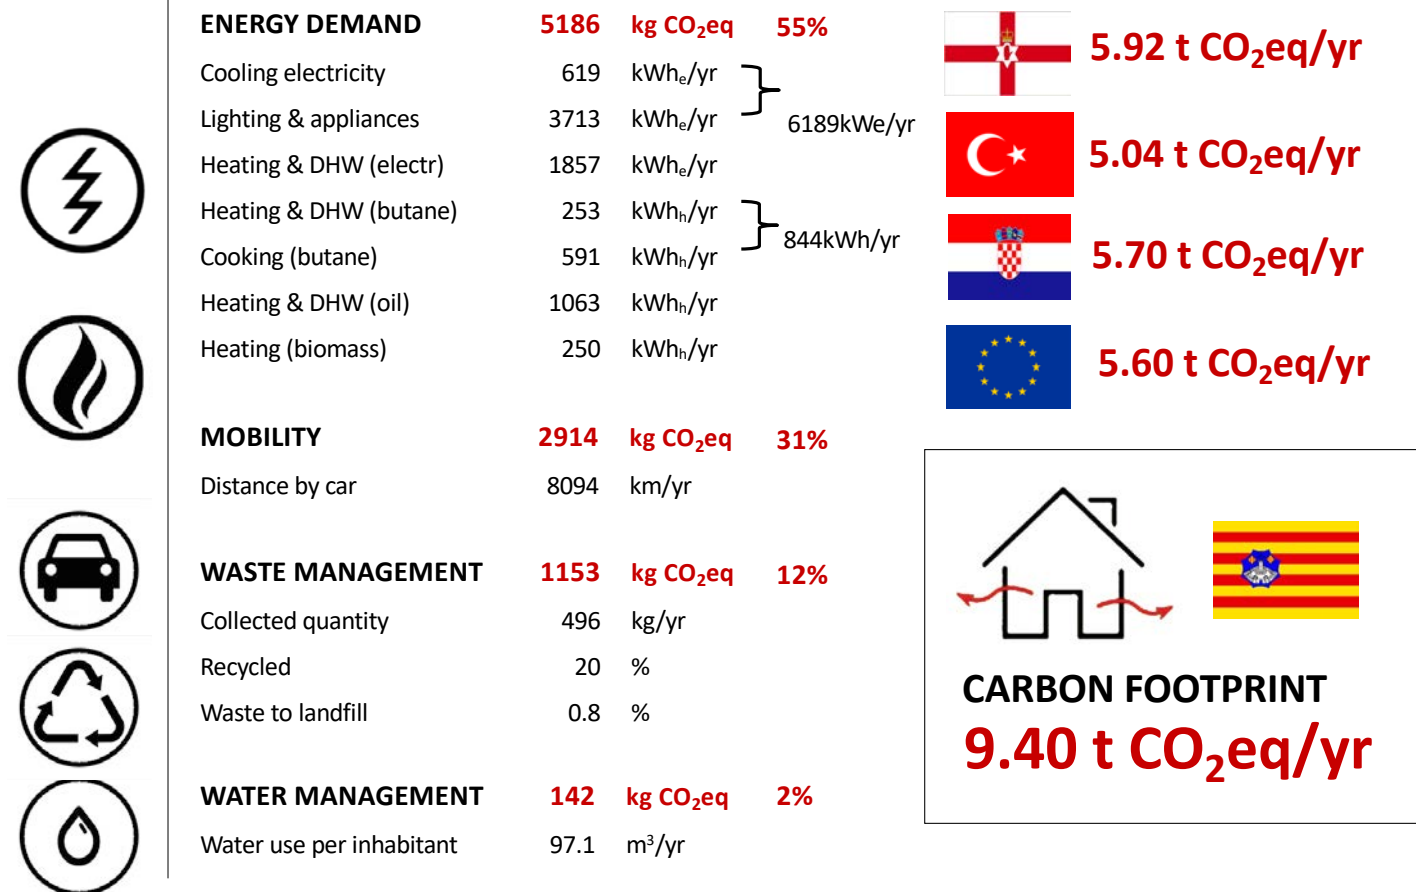 ENERGY DEMAND 5186 kg CO₂eq 55%
Cooling electricity 619 kWhₑ/yr
Lighting & appliances 3713 kWhₑ/yr
6189kWe/yr
Heating & DHW (electr) 1857 kWhₑ/yr
Heating & DHW (butane) 253 kWhₕ/yr
844kWh/yr
Cooking (butane) 591 kWhₕ/yr
Heating & DHW (oil) 1063 kWhₕ/yr
Heating (biomass) 250 kWhₕ/yr
MOBILITY 2914 kg CO₂eq 31%
Distance by car 8094 km/yr
WASTE MANAGEMENT 1153 kg CO₂eq 12%
Collected quantity 496 kg/yr
Recycled 20 %
Waste to landfill 0.8 %
WATER MANAGEMENT 142 kg CO₂eq 2%
Water use per inhabitant 97.1 m³/yr
5.92 t CO₂eq/yr
5.04 t CO₂eq/yr
5.70 t CO₂eq/yr
5.60 t CO₂eq/yr
CARBON FOOTPRINT
9.40 t CO₂eq/yr